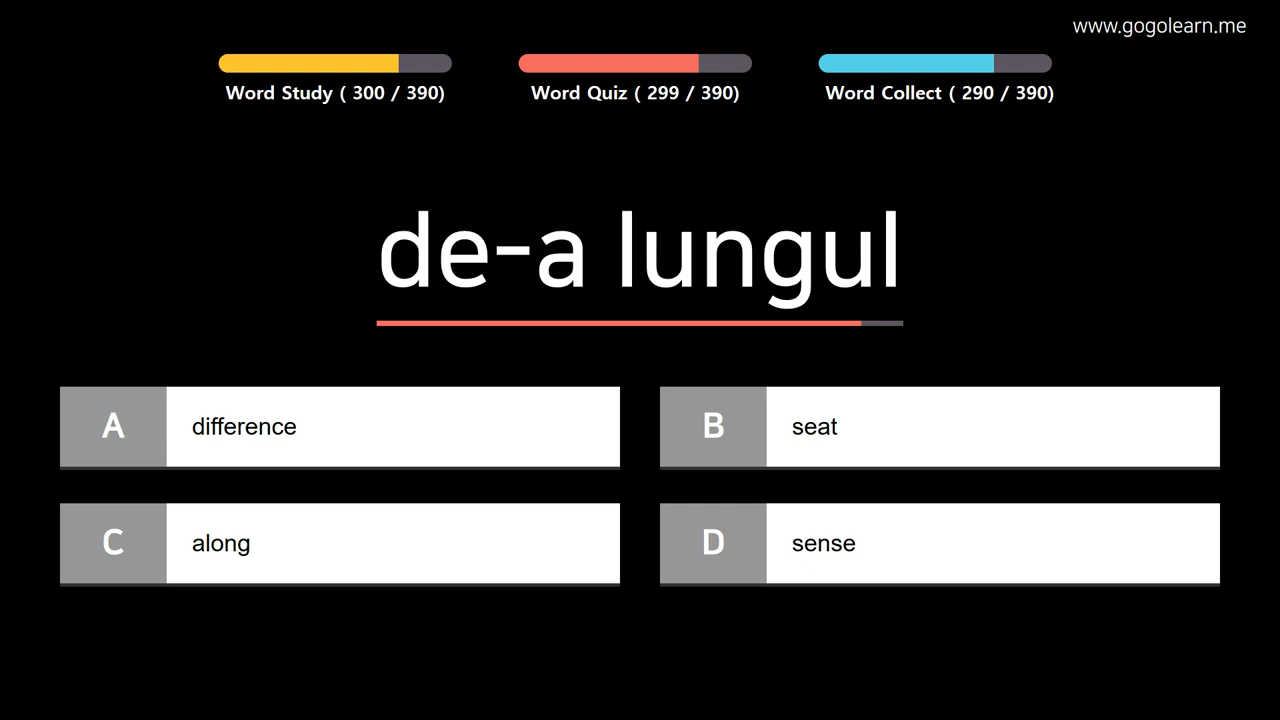 www.gogolearn.me
Word Study ( 300 / 390)
Word Quiz ( 299 / 390)
Word Collect ( 290 / 390)
de-a lungul
A difference
B seat
C along
D sense